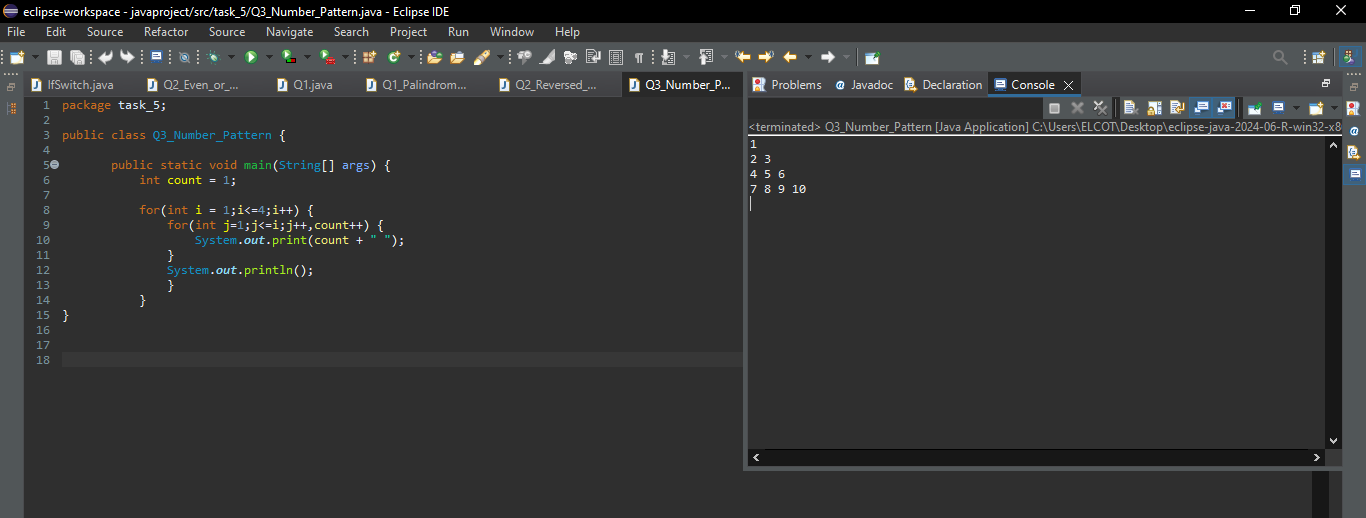 eclipse-workspace - javaproject/src/task_5/Q3_Number_Pattern.java - Eclipse IDE
File Edit Source Refactor Source Navigate Search Project Run Window Help
IfSwitch.java Q2_Even_or_... Q1.java Q1_Palindrom... Q2_Reversed_... Q3_Number_P...
1 package task_5;
2
3 public class Q3_Number_Pattern {
4
5 public static void main(String[] args) {
6 int count = 1;
7
8 for(int i = 1;i<=4;i++) {
9 for(int j=1;j<=i;j++,count++) {
10 System.out.print(count + " ");
11 }
12 System.out.println();
13 }
14 }
15 }
16
17
18
Problems Javadoc Declaration Console
<terminated> Q3_Number_Pattern [Java Application] C:\Users\ELCOT\Desktop\eclipse-java-2024-06-R-win32-x8
1
2 3
4 5 6
7 8 9 10